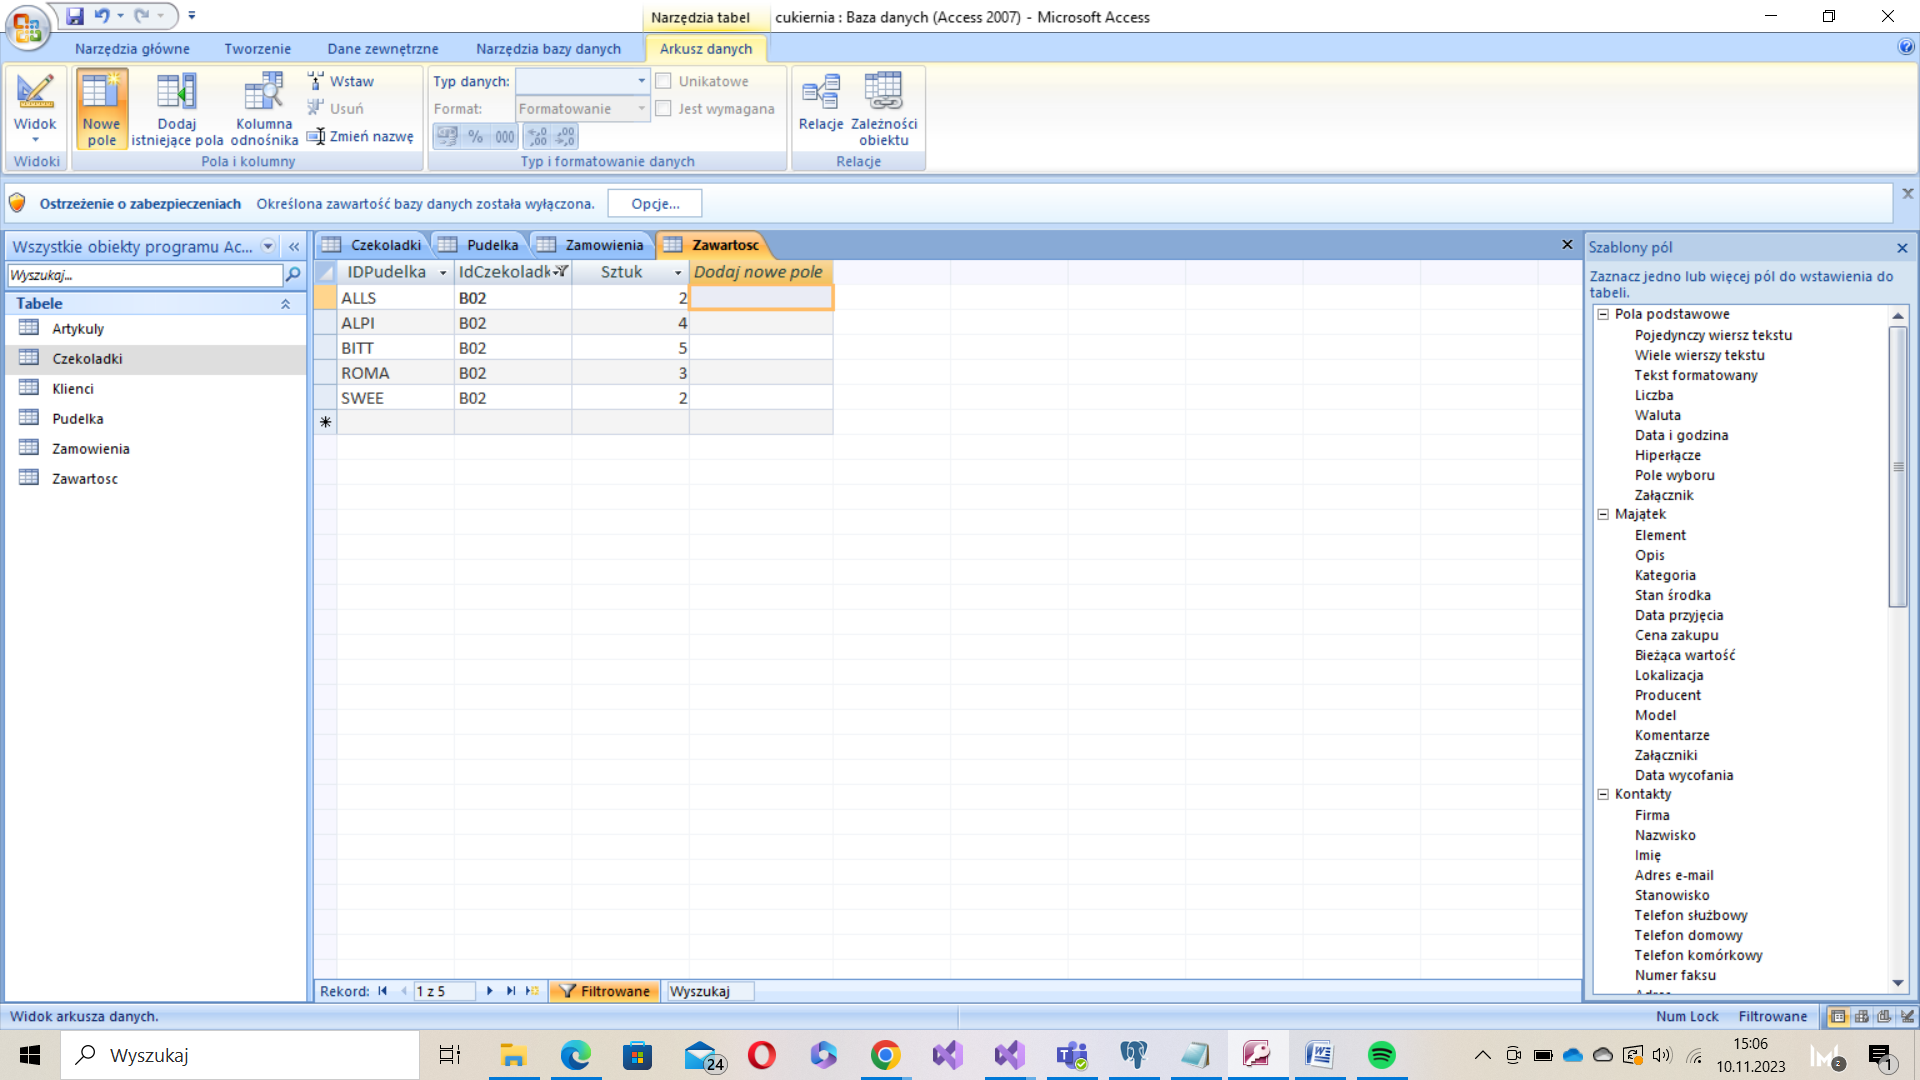 Narzędzia tabel
cukiernia : Baza danych (Access 2007) - Microsoft Access
Narzędzia główne
Tworzenie
Dane zewnętrzne
Narzędzia bazy danych
Arkusz danych
Widok
Nowe pole
Dodaj istniejące pola
Kolumna odnośnika
Wstaw
Usuń
Zmień nazwę
Typ danych:
Format:
Formatowanie
% 000
Unikatowe
Jest wymagana
Relacje
Zależności obiektu
Widoki
Pola i kolumny
Typ i formatowanie danych
Relacje
Ostrzeżenie o zabezpieczeniach
Określona zawartość bazy danych została wyłączona.
Opcje...
Wszystkie obiekty programu Ac...
Wyszukaj...
Tabele
Artykuly
Czekoladki
Klienci
Pudelka
Zamowienia
Zawartosc
Czekoladki
Pudelka
Zamowienia
Zawartosc
IDPudelka IdCzekoladk Sztuk Dodaj nowe pole
ALLS B02 2
ALPI B02 4
BITT B02 5
ROMA B02 3
SWEE B02 2
Rekord: 1 z 5 Filtrowane Wyszukaj
Szablony pól
Zaznacz jedno lub więcej pól do wstawienia do
tabeli.
Pola podstawowe
Pojedynczy wiersz tekstu
Wiele wierszy tekstu
Tekst formatowany
Liczba
Waluta
Data i godzina
Hiperłącze
Pole wyboru
Załącznik
Majątek
Element
Opis
Kategoria
Stan środka
Data przyjęcia
Cena zakupu
Bieżąca wartość
Lokalizacja
Producent
Model
Komentarze
Załączniki
Data wycofania
Kontakty
Firma
Nazwisko
Imię
Adres e-mail
Stanowisko
Telefon służbowy
Telefon domowy
Telefon komórkowy
Numer faksu
Widok arkusza danych.
Num Lock
Filtrowane
Wyszukaj
24
15:06
10.11.2023
2
1